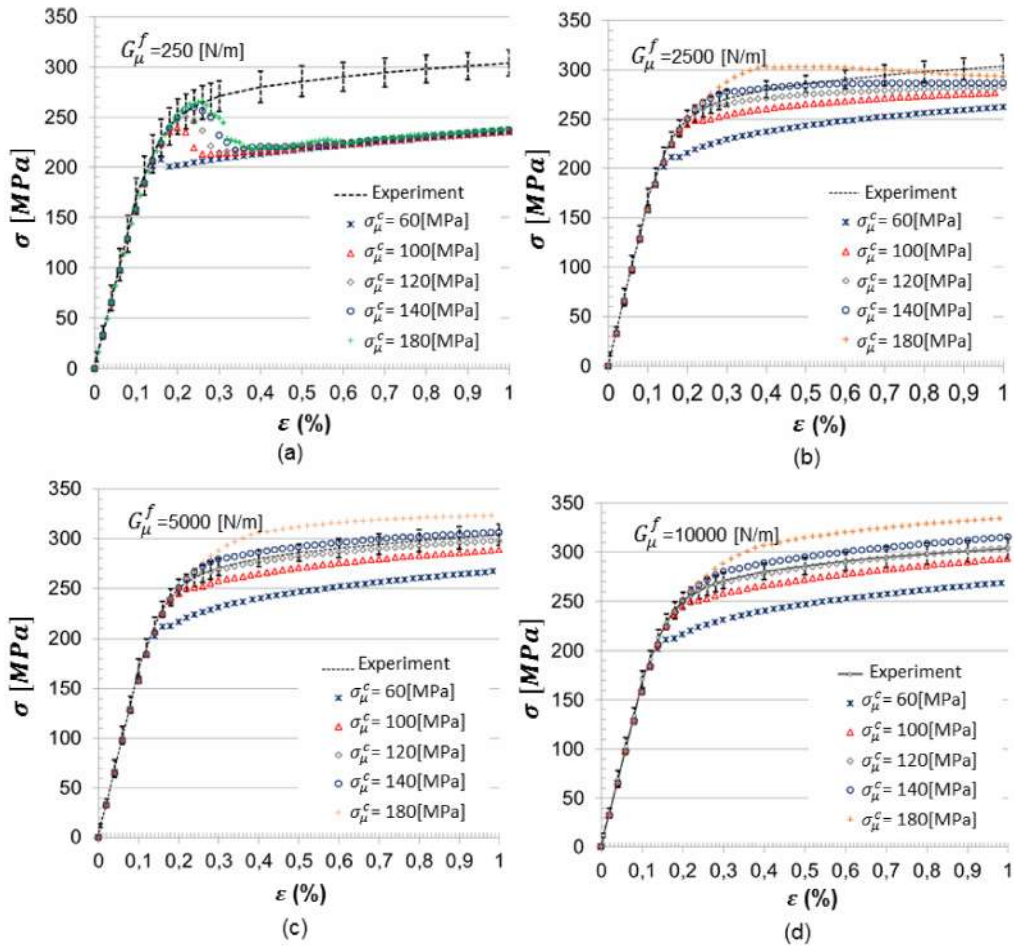 G_μ^f=250 [N/m]
350
300
250
200
150
100
50
0
σ [MPa]
Experiment
σ_μ^c= 60[MPa]
σ_μ^c= 100[MPa]
σ_μ^c= 120[MPa]
σ_μ^c= 140[MPa]
σ_μ^c= 180[MPa]
0 0,1 0,2 0,3 0,4 0,5 0,6 0,7 0,8 0,9 1
ε (%)
(a)
G_μ^f=2500 [N/m]
350
300
250
200
150
100
50
0
σ [MPa]
Experiment
σ_μ^c= 60[MPa]
σ_μ^c= 100[MPa]
σ_μ^c= 120[MPa]
σ_μ^c= 140[MPa]
σ_μ^c= 180[MPa]
0 0,1 0,2 0,3 0,4 0,5 0,6 0,7 0,8 0,9 1
ε (%)
(b)
G_μ^f=5000 [N/m]
350
300
250
200
150
100
50
0
σ [MPa]
Experiment
σ_μ^c= 60[MPa]
σ_μ^c= 100[MPa]
σ_μ^c= 120[MPa]
σ_μ^c= 140[MPa]
σ_μ^c= 180[MPa]
0 0,1 0,2 0,3 0,4 0,5 0,6 0,7 0,8 0,9 1
ε (%)
(c)
G_μ^f=10000 [N/m]
350
300
250
200
150
100
50
0
σ [MPa]
Experiment
σ_μ^c= 60[MPa]
σ_μ^c= 100[MPa]
σ_μ^c= 120[MPa]
σ_μ^c= 140[MPa]
σ_μ^c= 180[MPa]
0 0,1 0,2 0,3 0,4 0,5 0,6 0,7 0,8 0,9 1
ε (%)
(d)